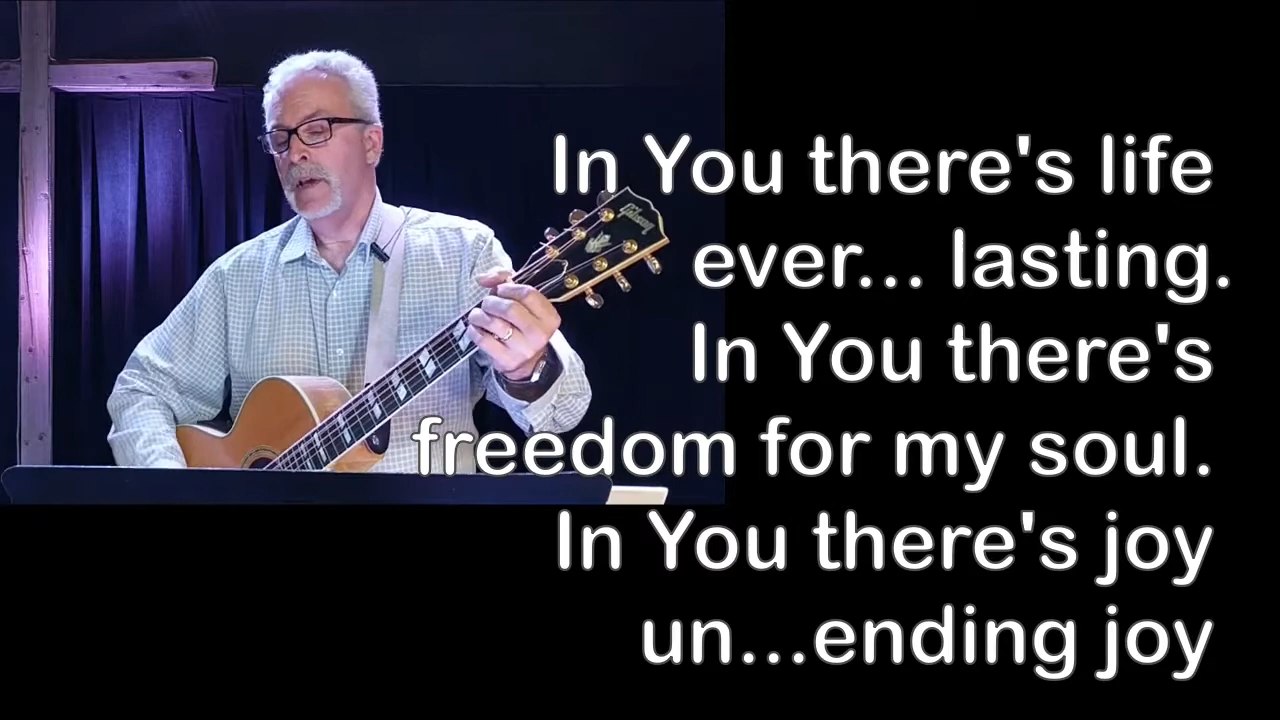 In You there's life
Gibson
ever... lasting.
In You there's
freedom for my soul.
In You there's joy
un...ending joy